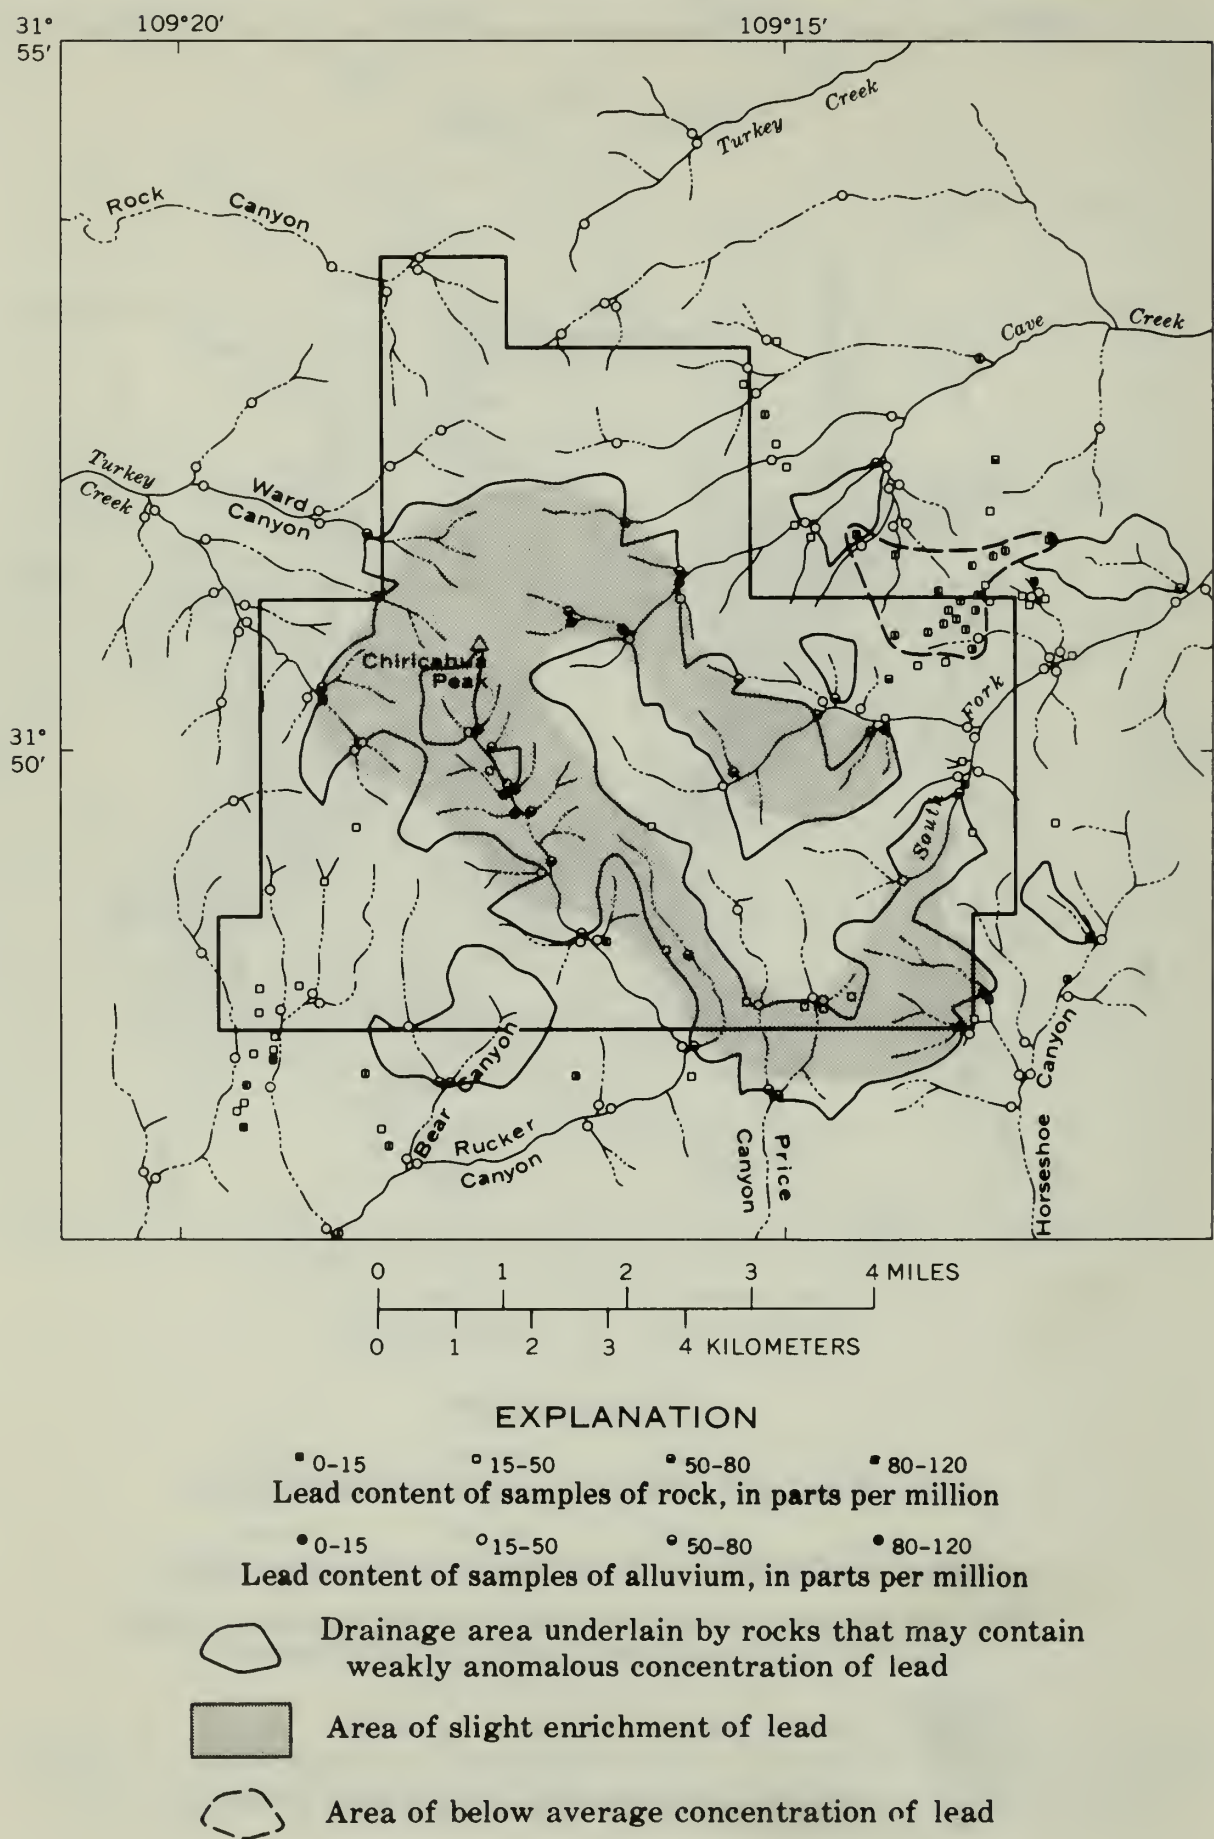 31° 109°20′ 109°15′
55′
Turkey Creek
Rock Canyon
Cave Creek
Turkey Creek
Ward Canyon
Chiricahua Peak
31°
50′
Fork
South
Bear Canyon
Rucker Canyon
Price Canyon
Horseshoe Canyon
0 1 2 3 4 MILES
0 1 2 3 4 KILOMETERS
EXPLANATION
0-15 15-50 50-80 80-120
Lead content of samples of rock, in parts per million
0-15 15-50 50-80 80-120
Lead content of samples of alluvium, in parts per million
Drainage area underlain by rocks that may contain
weakly anomalous concentration of lead
Area of slight enrichment of lead
Area of below average concentration of lead